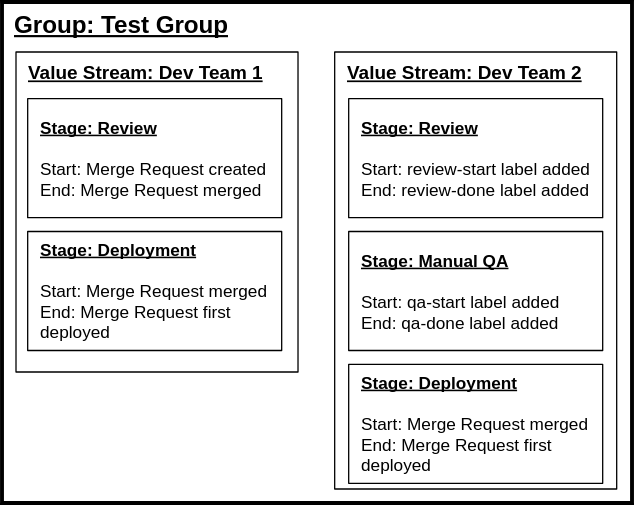 Group: Test Group
Value Stream: Dev Team 1
Stage: Review
Start: Merge Request created
End: Merge Request merged
Stage: Deployment
Start: Merge Request merged
End: Merge Request first
deployed
Value Stream: Dev Team 2
Stage: Review
Start: review-start label added
End: review-done label added
Stage: Manual QA
Start: qa-start label added
End: qa-done label added
Stage: Deployment
Start: Merge Request merged
End: Merge Request first
deployed